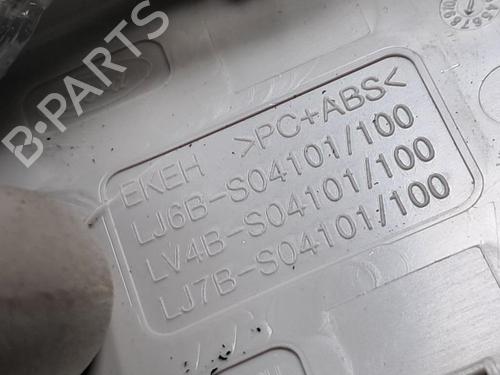 B-PARTS
EKEH >PC+ABS<
LJ6B-S04101/100
LV4B-S04101/100
LJ7B-S04101/100